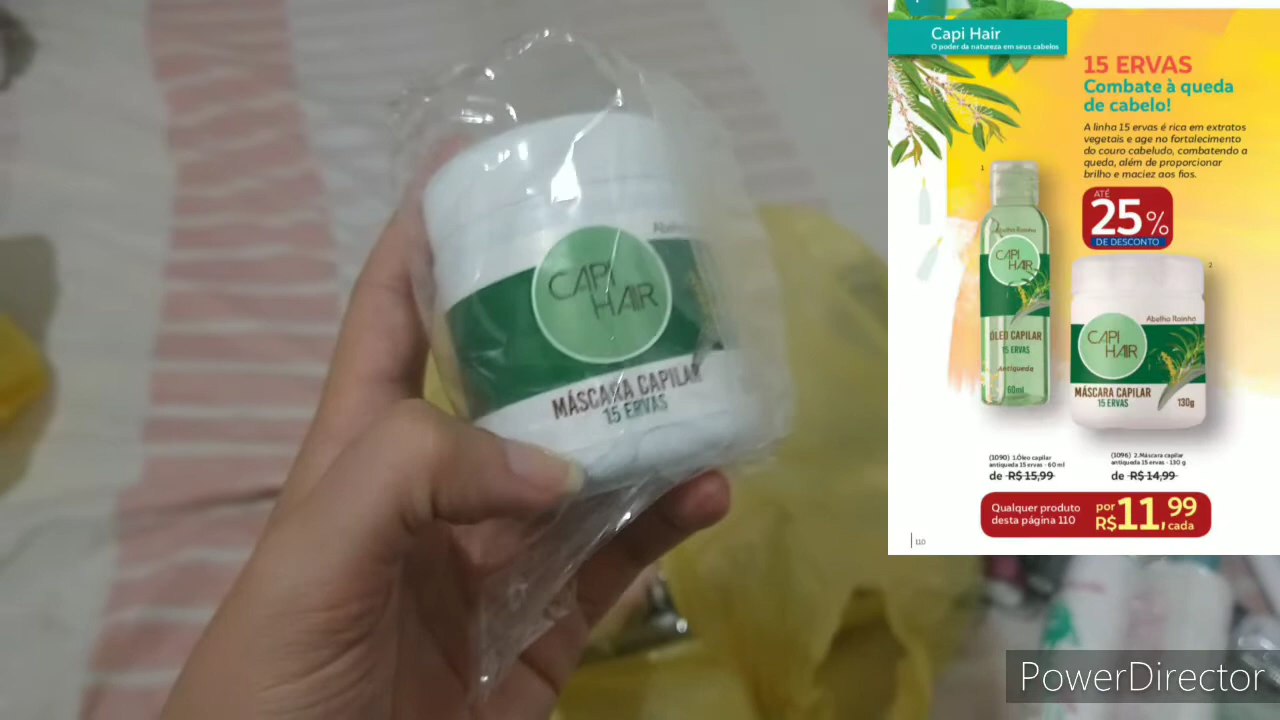 Abelha
CAPI
HAIR
MÁSCARA CAPILAR
15 ERVAS
Capi Hair
O poder da natureza em seus cabelos
15 ERVAS
Combate à queda
de cabelo!
A linha 15 ervas é rica em extratos
vegetais e age no fortalecimento
do couro cabeludo, combatendo a
queda, além de proporcionar
brilho e maciez aos fios.
ATÉ
25%
DE DESCONTO
1
Abelha Rainha
CAPI
HAIR
ÓLEO CAPILAR
15 ERVAS
Antiqueda
60ml
2
Abelha Rainha
CAPI
HAIR
MÁSCARA CAPILAR
15 ERVAS
130g
(1090) 1.Óleo capilar
antiqueda 15 ervas - 60 ml
de R$ 15,99
(1096) 2.Máscara capilar
antiqueda 15 ervas - 130 g
de R$ 14,99
Qualquer produto
desta página 110
por
R$11,99
cada
110
PowerDirector